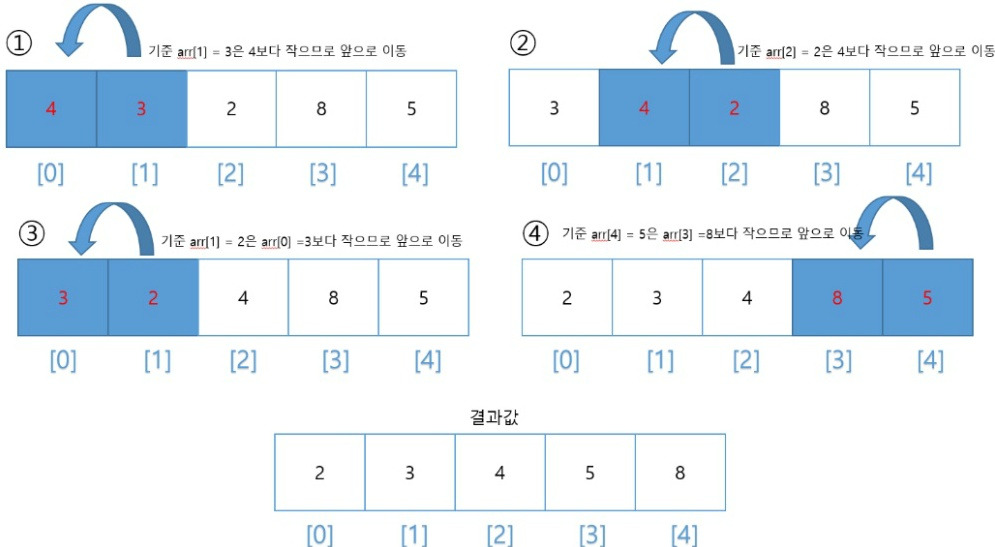 ① 기준 arr[1] = 3은 4보다 작으므로 앞으로 이동
4 3 2 8 5
[0] [1] [2] [3] [4]
② 기준 arr[2] = 2은 4보다 작으므로 앞으로 이동
3 4 2 8 5
[0] [1] [2] [3] [4]
③ 기준 arr[1] = 2은 arr[0] =3보다 작으므로 앞으로 이동
3 2 4 8 5
[0] [1] [2] [3] [4]
④ 기준 arr[4] = 5은 arr[3] =8보다 작으므로 앞으로 이동
2 3 4 8 5
[0] [1] [2] [3] [4]
결과값
2 3 4 5 8
[0] [1] [2] [3] [4]